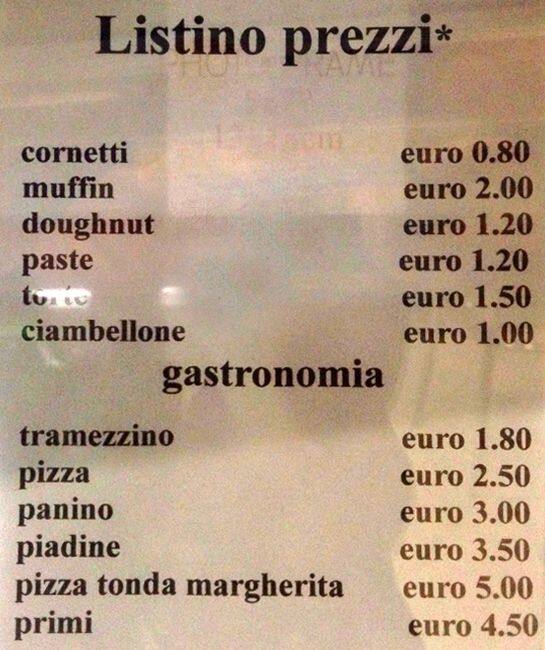 Listino prezzi*
cornetti euro 0.80
muffin euro 2.00
doughnut euro 1.20
paste euro 1.20
torte euro 1.50
ciambellone euro 1.00
gastronomia
tramezzino euro 1.80
pizza euro 2.50
panino euro 3.00
piadine euro 3.50
pizza tonda margherita euro 5.00
primi euro 4.50